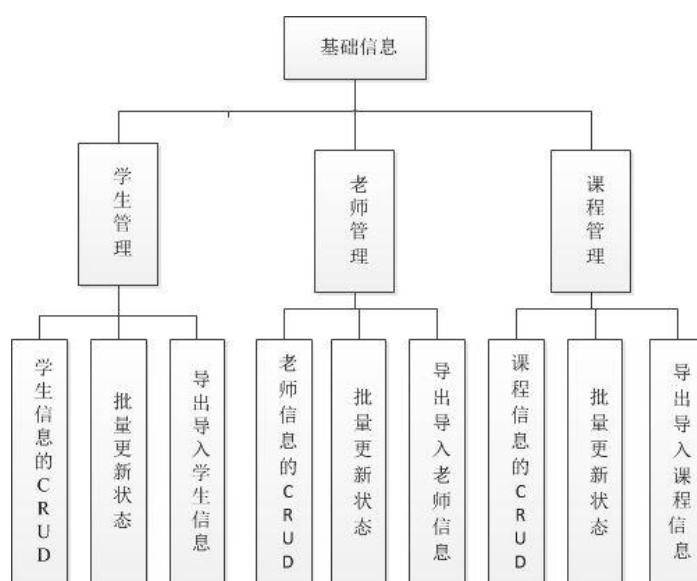 基础信息
学生管理
老师管理
课程管理
学生信息的CRUD
批量更新状态
导出导入学生信息
老师信息的CRUD
批量更新状态
导出导入老师信息
课程信息的CRUD
批量更新状态
导出导入课程信息